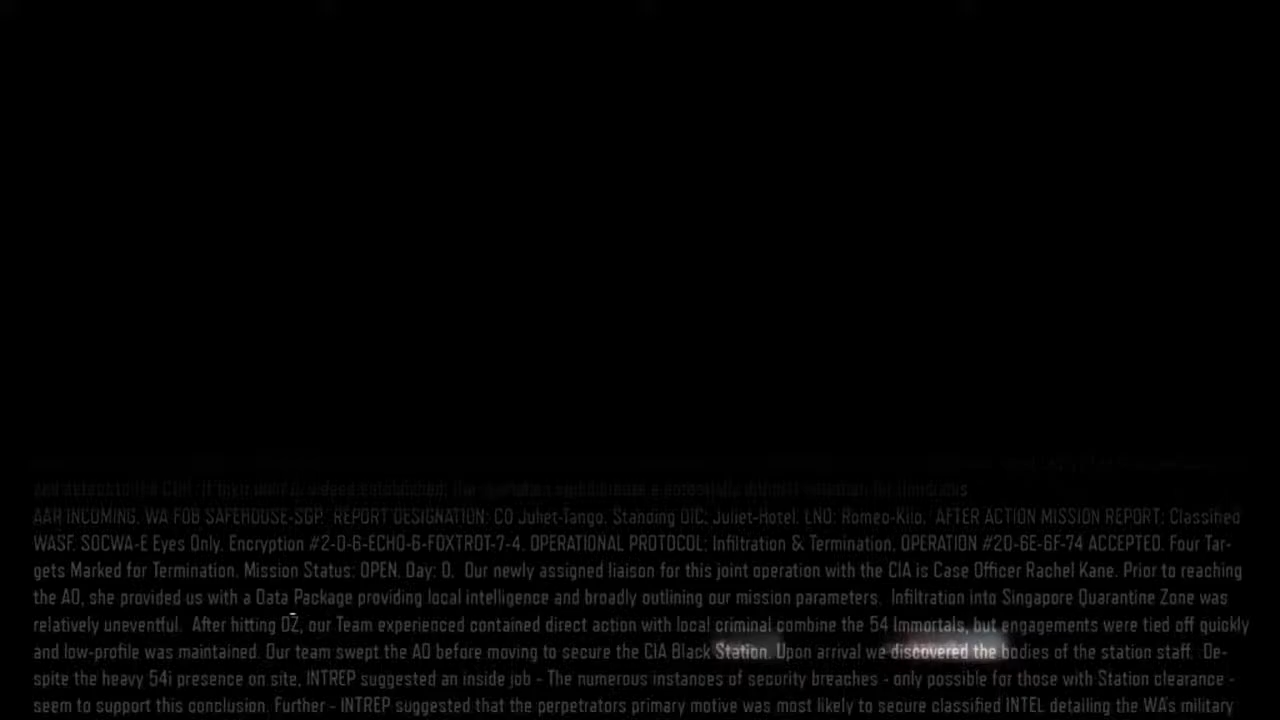 AAR INCOMING. WA FOB SAFEHOUSE-SGP. REPORT DESIGNATION: CO Juliet-Tango. Standing OIC: Juliet-Hotel. LNO: Romeo-Kilo. AFTER ACTION MISSION REPORT: Classified
WASF. SOCWA-E Eyes Only. Encryption #2-0-6-ECHO-6-FOXTROT-7-4. OPERATIONAL PROTOCOL: Infiltration & Termination. OPERATION #20-6E-6F-74 ACCEPTED. Four Tar-
gets Marked for Termination. Mission Status: OPEN. Day: 0. Our newly assigned liaison for this joint operation with the CIA is Case Officer Rachel Kane. Prior to reaching
the AO, she provided us with a Data Package providing local intelligence and broadly outlining our mission parameters. Infiltration into Singapore Quarantine Zone was
relatively uneventful. After hitting DZ, our Team experienced contained direct action with local criminal combine the 54 Immortals, but engagements were tied off quickly
and low-profile was maintained. Our team swept the AO before moving to secure the CIA Black Station. Upon arrival we discovered the bodies of the station staff. De-
spite the heavy 54i presence on site, INTREP suggested an inside job - The numerous instances of security breaches - only possible for those with Station clearance -
seem to support this conclusion. Further - INTREP suggested that the perpetrators primary motive was most likely to secure classified INTEL detailing the WA's military